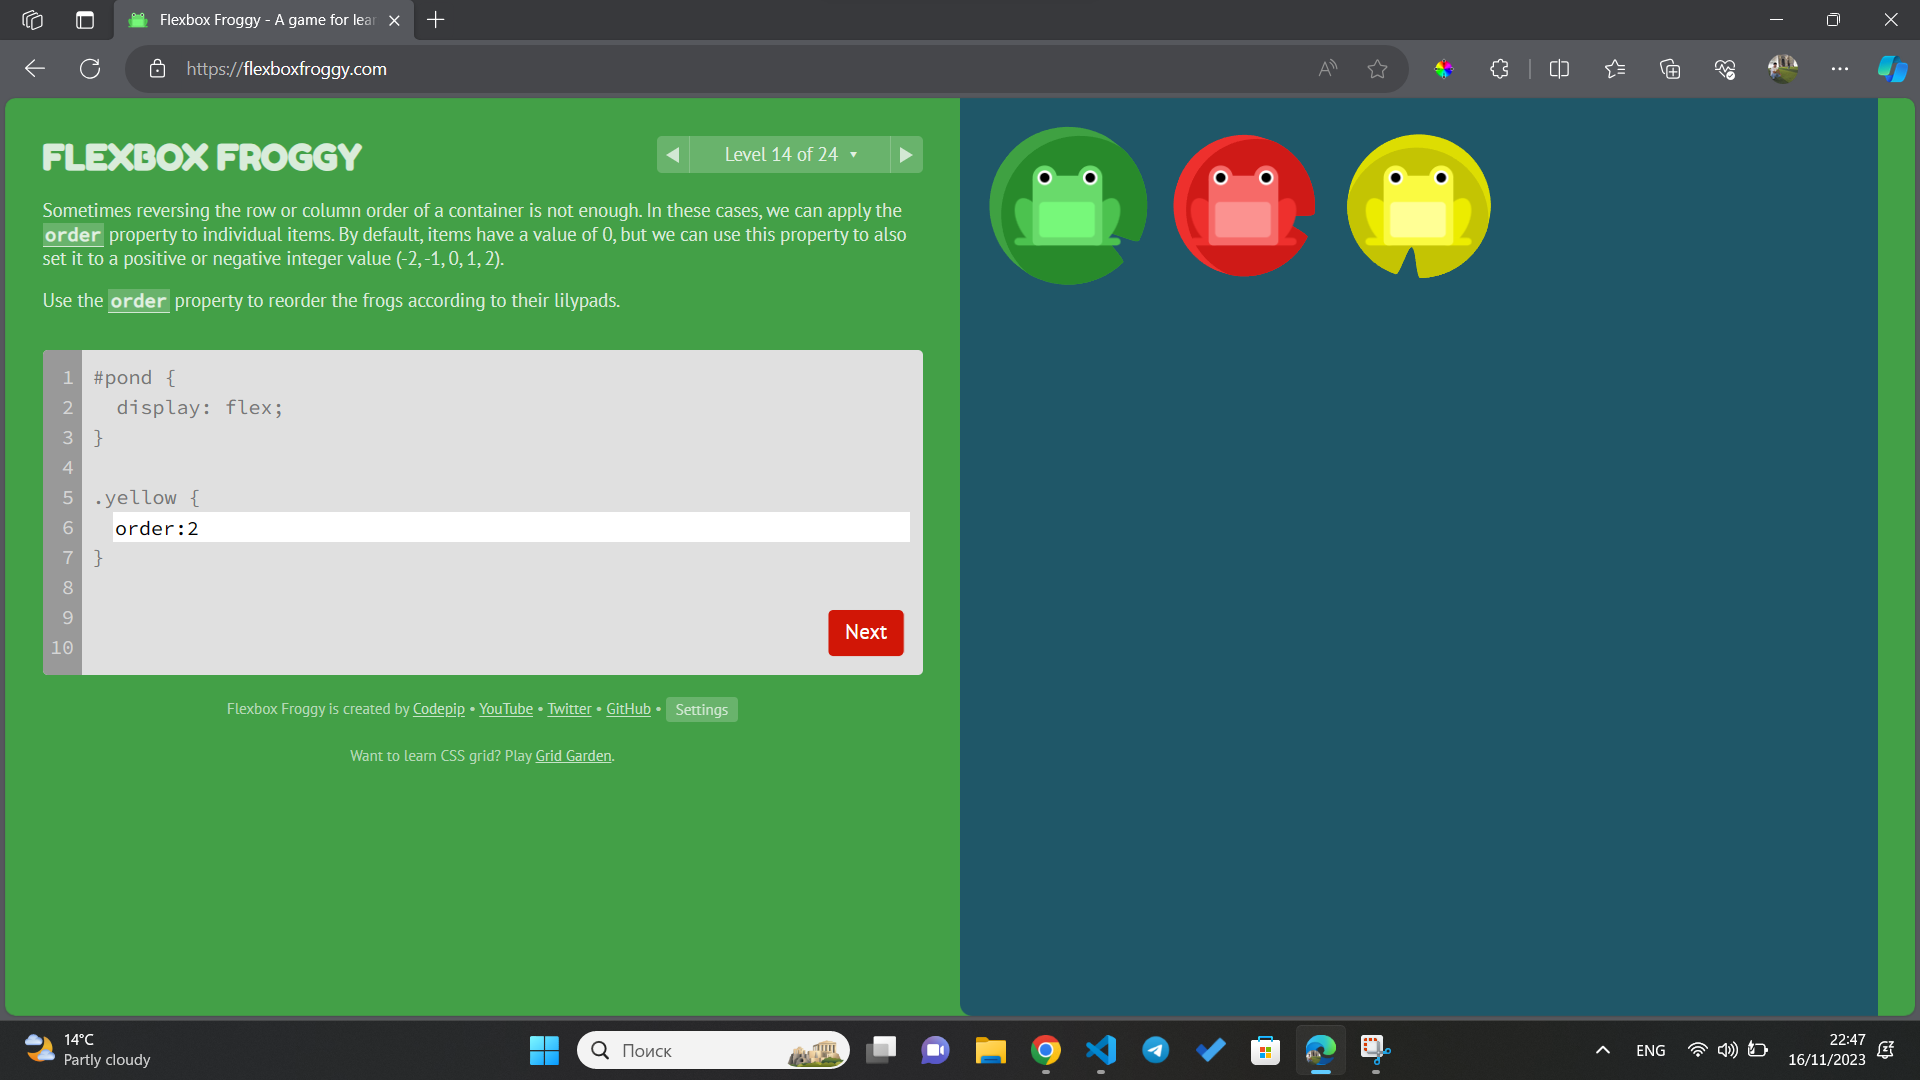 Flexbox Froggy - A game for lear
https://flexboxfroggy.com
FLEXBOX FROGGY
Level 14 of 24
Sometimes reversing the row or column order of a container is not enough. In these cases, we can apply the
order property to individual items. By default, items have a value of 0, but we can use this property to also
set it to a positive or negative integer value (-2, -1, 0, 1, 2).
Use the order property to reorder the frogs according to their lilypads.
1 #pond {
2 display: flex;
3 }
4
5 .yellow {
6 order:2
7 }
8
9
10
Next
Flexbox Froggy is created by Codepip • YouTube • Twitter • GitHub • Settings
Want to learn CSS grid? Play Grid Garden.
14°C
Partly cloudy
Поиск
ENG
22:47
16/11/2023